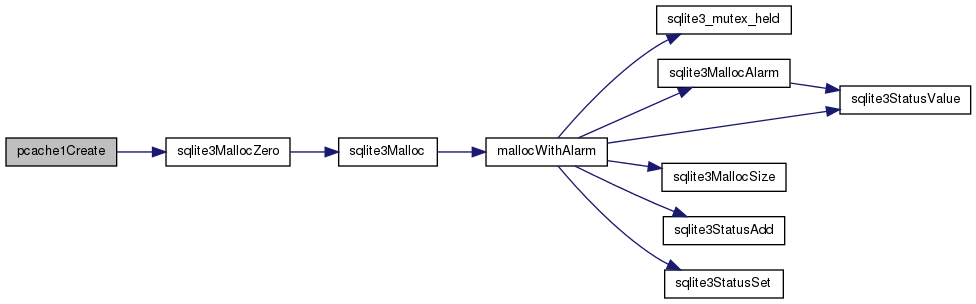 sqlite3_mutex_held
sqlite3MallocAlarm
sqlite3StatusValue
pcache1Create
sqlite3MallocZero
sqlite3Malloc
mallocWithAlarm
sqlite3MallocSize
sqlite3StatusAdd
sqlite3StatusSet